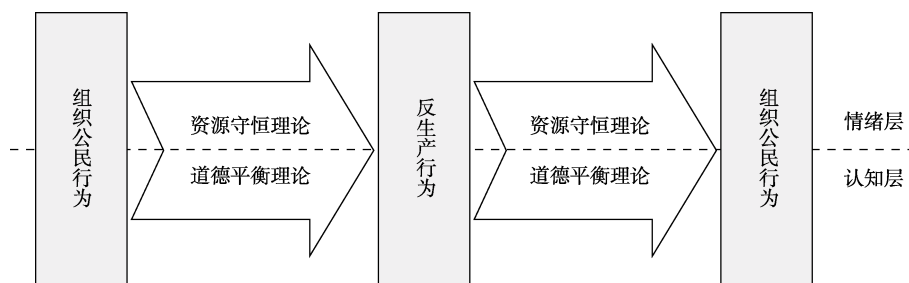 组织公民行为
资源守恒理论
道德平衡理论
反生产行为
资源守恒理论
道德平衡理论
组织公民行为
情绪层
认知层